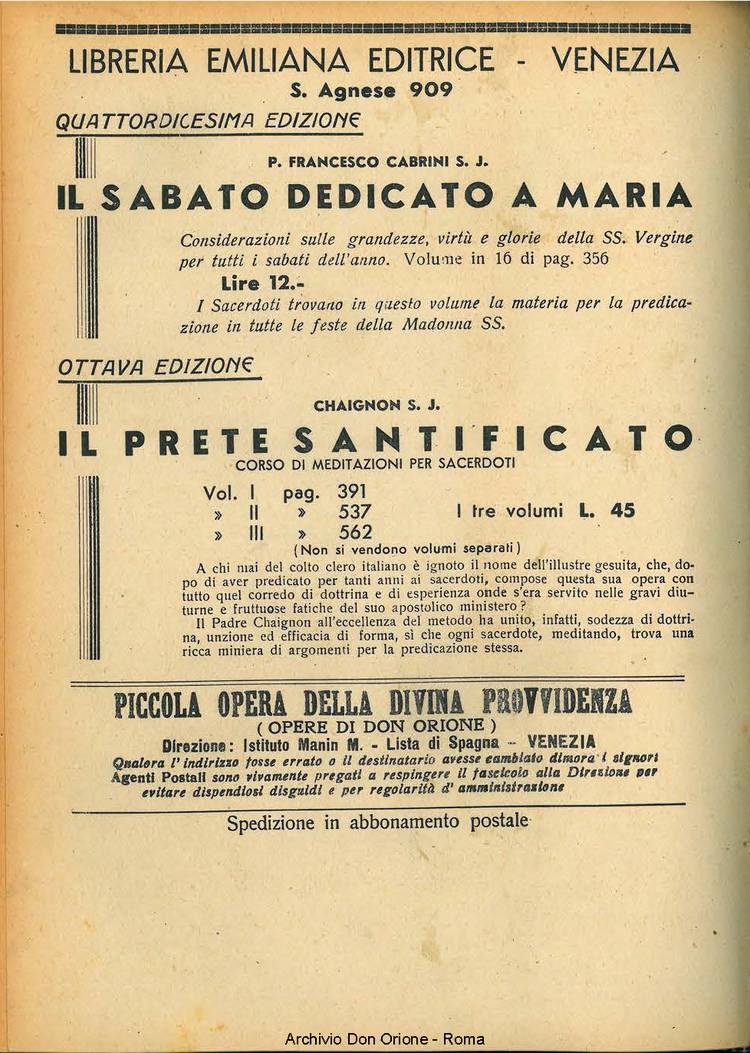 LIBRERIA EMILIANA EDITRICE - VENEZIA
S. Agnese 909
QUATTORDICESIMA EDIZIONE
P. FRANCESCO CABRINI S. J.
IL SABATO DEDICATO A MARIA
Considerazioni sulle grandezze, virtù e glorie della SS. Vergine
per tutti i sabati dell'anno. Volume in 16 di pag. 356
Lire 12.-
I Sacerdoti trovano in questo volume la materia per la predica-
zione in tutte le feste della Madonna SS.
OTTAVA EDIZIONE
CHAIGNON S. J.
IL PRETE SANTIFICATO
CORSO DI MEDITAZIONI PER SACERDOTI
Vol. I pag. 391
» II » 537 I tre volumi L. 45
» III » 562
(Non si vendono volumi separati)
A chi mai del colto clero italiano è ignoto il nome dell'illustre gesuita, che, do-
po di aver predicato per tanti anni ai sacerdoti, compose questa sua opera con
tutto quel corredo di dottrina e di esperienza onde s'era servito nelle gravi diu-
turne e fruttuose fatiche del suo apostolico ministero?
Il Padre Chaignon all'eccellenza del metodo ha unito, infatti, sodezza di dottri-
na, unzione ed efficacia di forma, sì che ogni sacerdote, meditando, trova una
ricca miniera di argomenti per la predicazione stessa.
PICCOLA OPERA DELLA DIVINA PROVVIDENZA
(OPERE DI DON ORIONE)
Direzione: Istituto Manin M. - Lista di Spagna - VENEZIA
Qualora l'indirizzo fosse errato o il destinatario avesse cambiato dimora i signori
Agenti Postali sono vivamente pregati a respingere il fascicolo alla Direzione per
evitare dispendiosi disguidi e per regolarità d'amministrazione
Spedizione in abbonamento postale
Archivio Don Orione - Roma